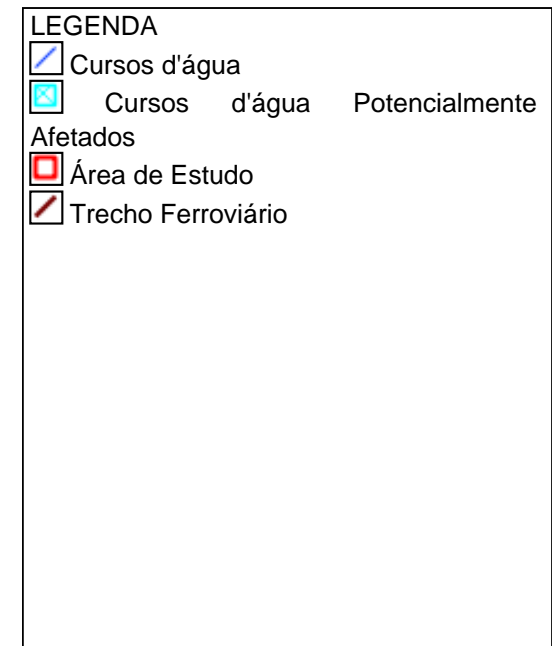 LEGENDA
Cursos d'água
Cursos d'água Potencialmente
Afetados
Área de Estudo
Trecho Ferroviário